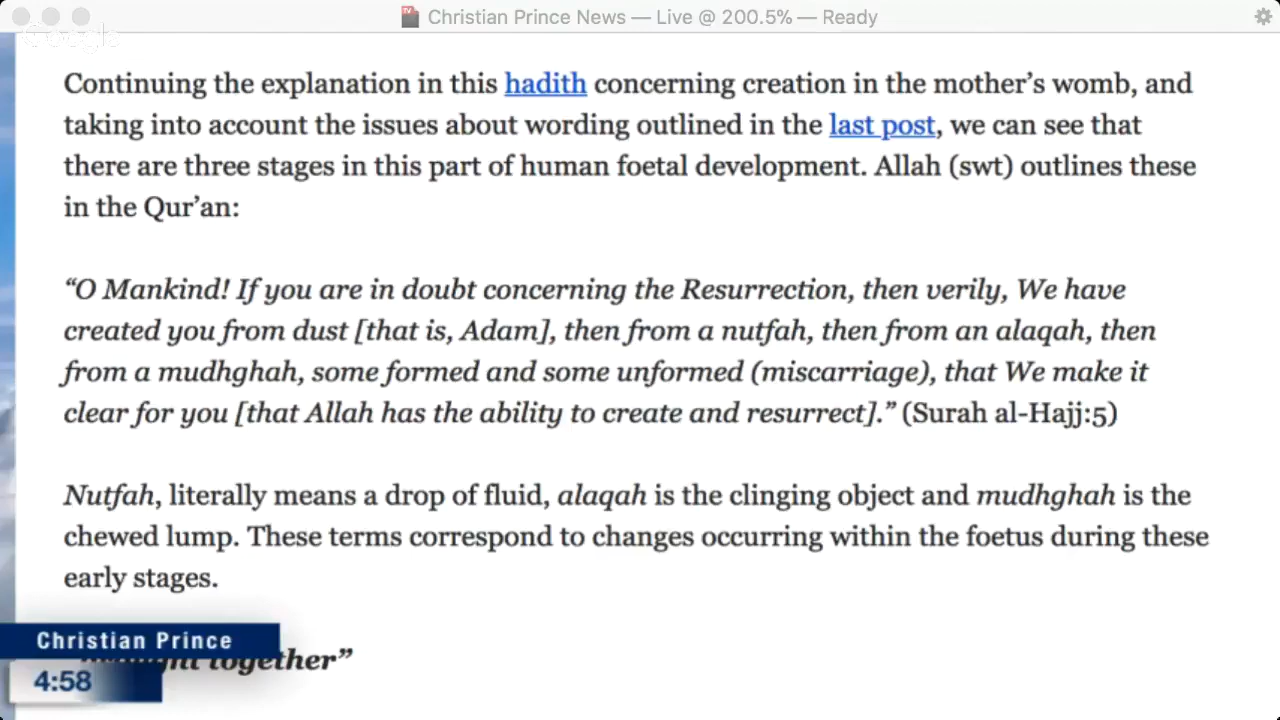 Christian Prince News — Live @ 200.5% — Ready
Google
Continuing the explanation in this hadith concerning creation in the mother’s womb, and
taking into account the issues about wording outlined in the last post, we can see that
there are three stages in this part of human foetal development. Allah (swt) outlines these
in the Qur’an:
“O Mankind! If you are in doubt concerning the Resurrection, then verily, We have
created you from dust [that is, Adam], then from a nutfah, then from an alaqah, then
from a mudhghah, some formed and some unformed (miscarriage), that We make it
clear for you [that Allah has the ability to create and resurrect].” (Surah al-Hajj:5)
Nutfah, literally means a drop of fluid, alaqah is the clinging object and mudhghah is the
chewed lump. These terms correspond to changes occurring within the foetus during these
early stages.
Christian Prince
together”
4:58